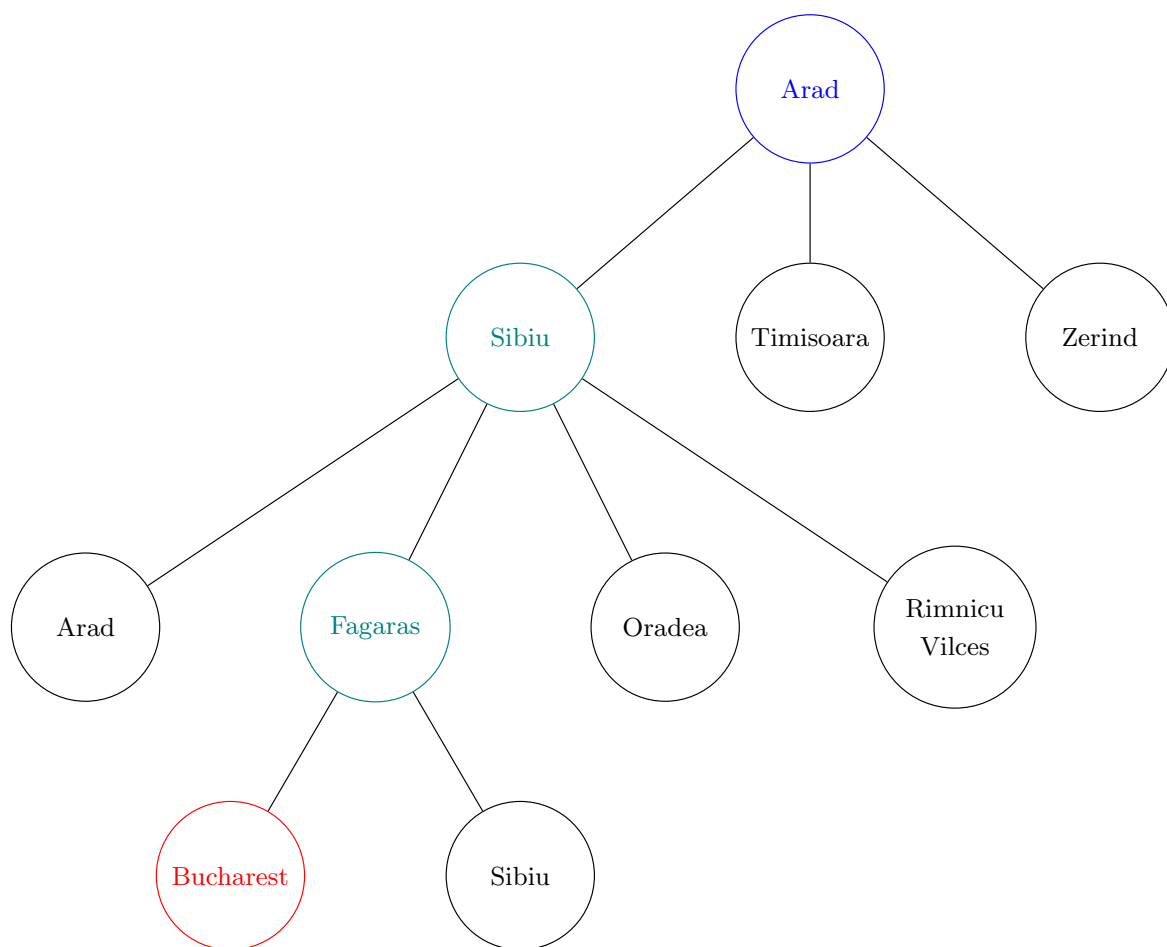 Arad
Sibiu
Timisoara
Zerind
Arad
Fagaras
Oradea
Rimnicu
Vilces
Bucharest
Sibiu